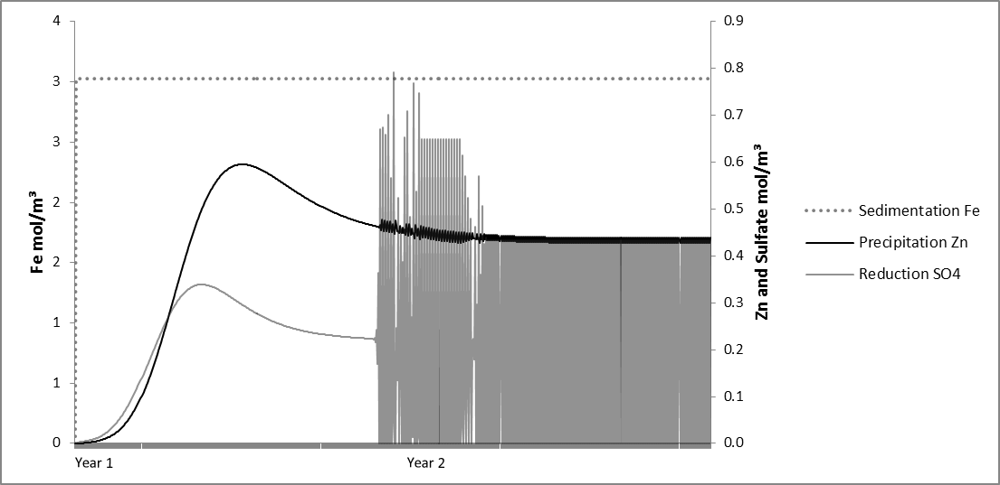 4
3
3
2
2
1
1
0
Fe mol/m³
0.9
0.8
0.7
0.6
0.5
0.4
0.3
0.2
0.1
0.0
Zn and Sulfate mol/m³
Year 1
Year 2
Sedimentation Fe
Precipitation Zn
Reduction SO4